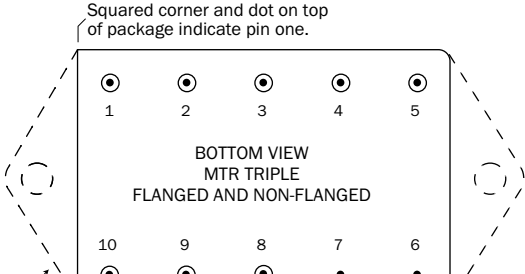 Squared corner and dot on top
of package indicate pin one.
1 2 3 4 5
BOTTOM VIEW
MTR TRIPLE
FLANGED AND NON-FLANGED
10 9 8 7 6